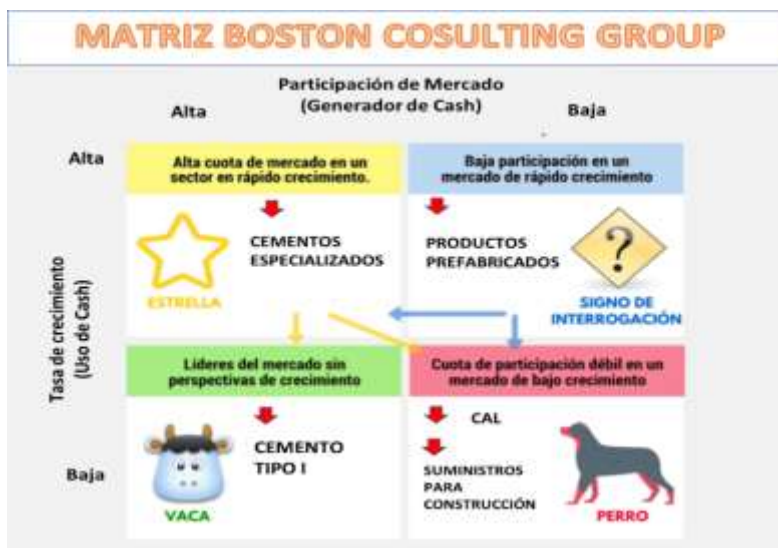 MATRIZ BOSTON COSULTING GROUP
Participación de Mercado
(Generador de Cash)
Alta
Baja
Alta
Alta cuota de mercado en un
sector en rápido crecimiento.
Baja participación en un
mercado de rápido crecimiento
CEMENTOS
ESPECIALIZADOS
ESTRELLA
PRODUCTOS
PREFABRICADOS
?
SIGNO DE
INTERROGACIÓN
Tasa de crecimiento
(Uso de Cash)
Lideres del mercado sin
perspectivas de crecimiento
Cuota de participación débil en un
mercado de bajo crecimiento
Baja
CEMENTO
TIPO I
VACA
CAL
SUMINISTROS
PARA
CONSTRUCCIÓN
PERRO